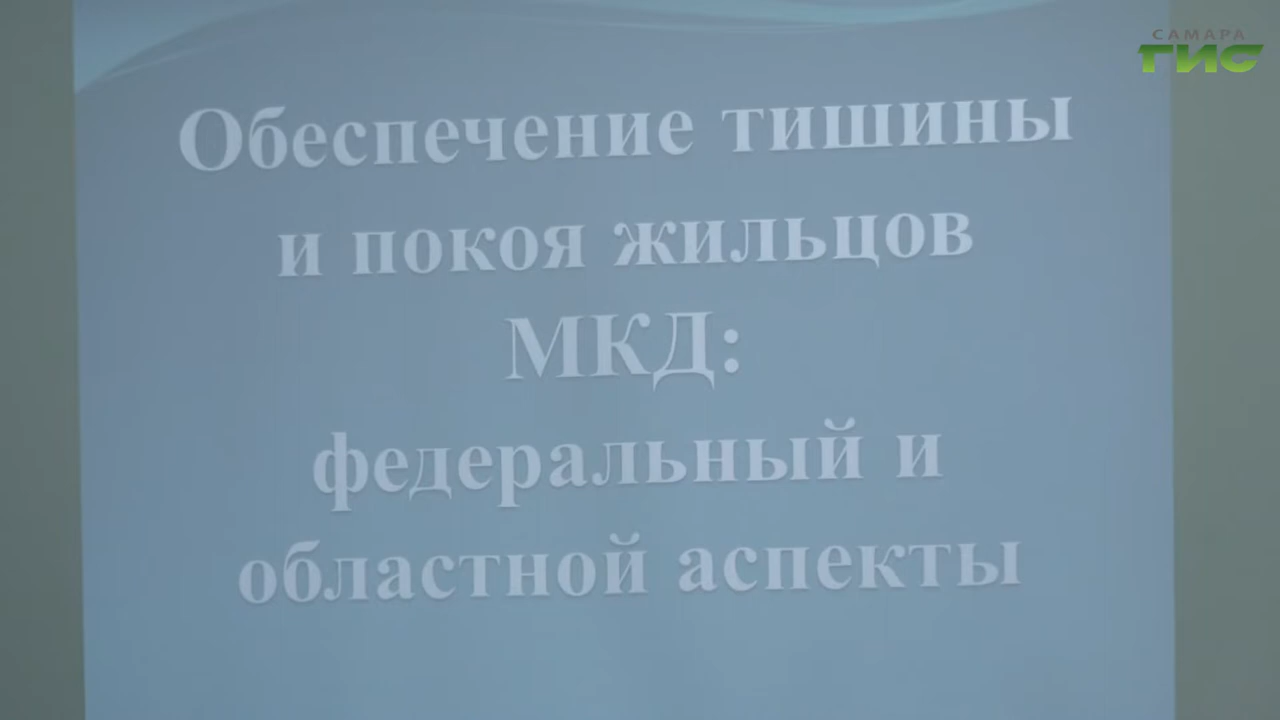 САМАРА
ГИС
Обеспечение тишины
и покоя жильцов
МКД:
федеральный и
областной аспекты